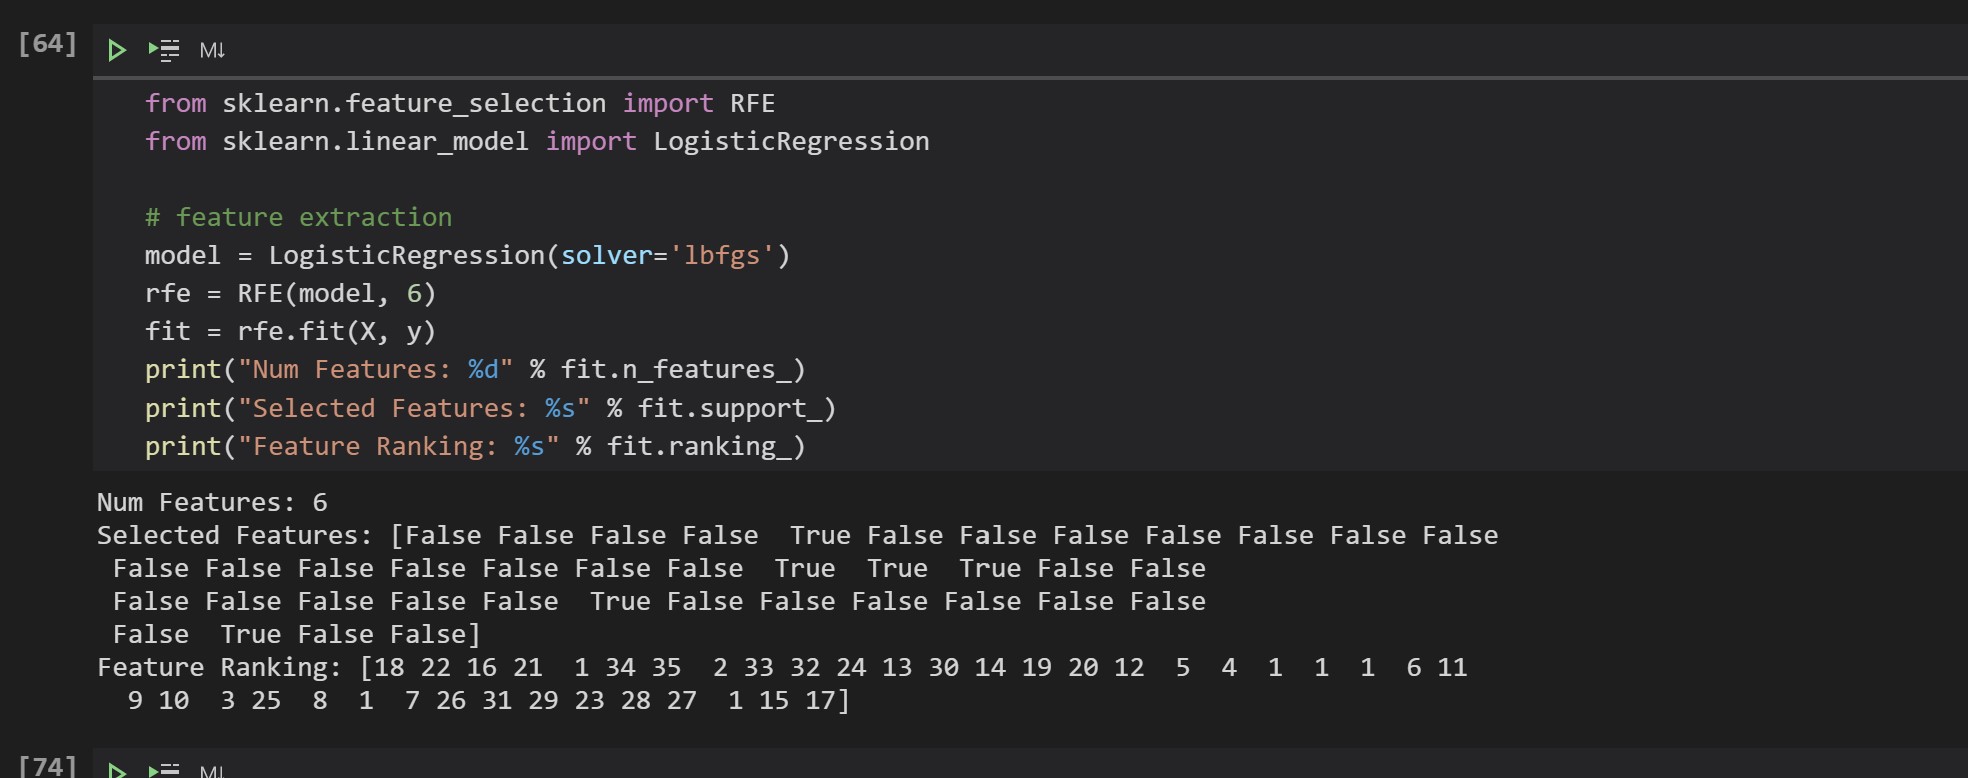 [64]
M↓
from sklearn.feature_selection import RFE
from sklearn.linear_model import LogisticRegression
# feature extraction
model = LogisticRegression(solver='lbfgs')
rfe = RFE(model, 6)
fit = rfe.fit(X, y)
print("Num Features: %d" % fit.n_features_)
print("Selected Features: %s" % fit.support_)
print("Feature Ranking: %s" % fit.ranking_)
Num Features: 6
Selected Features: [False False False False  True False False False False False False False
 False False False False False False False  True  True  True False False
 False False False False False  True False False False False False False
 False  True False False]
Feature Ranking: [18 22 16 21  1 34 35  2 33 32 24 13 30 14 19 20 12  5  4  1  1  1  6 11
  9 10  3 25  8  1  7 26 31 29 23 28 27  1 15 17]
[74]
M↓